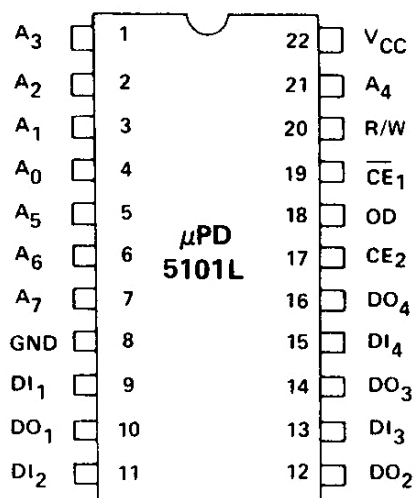 A3 1 22 VCC
A2 2 21 A4
A1 3 20 R/W
A0 4 19 C̅E̅1
A5 5 18 OD
μPD
A6 6 17 CE2
5101L
A7 7 16 DO4
GND 8 15 DI4
DI1 9 14 DO3
DO1 10 13 DI3
DI2 11 12 DO2